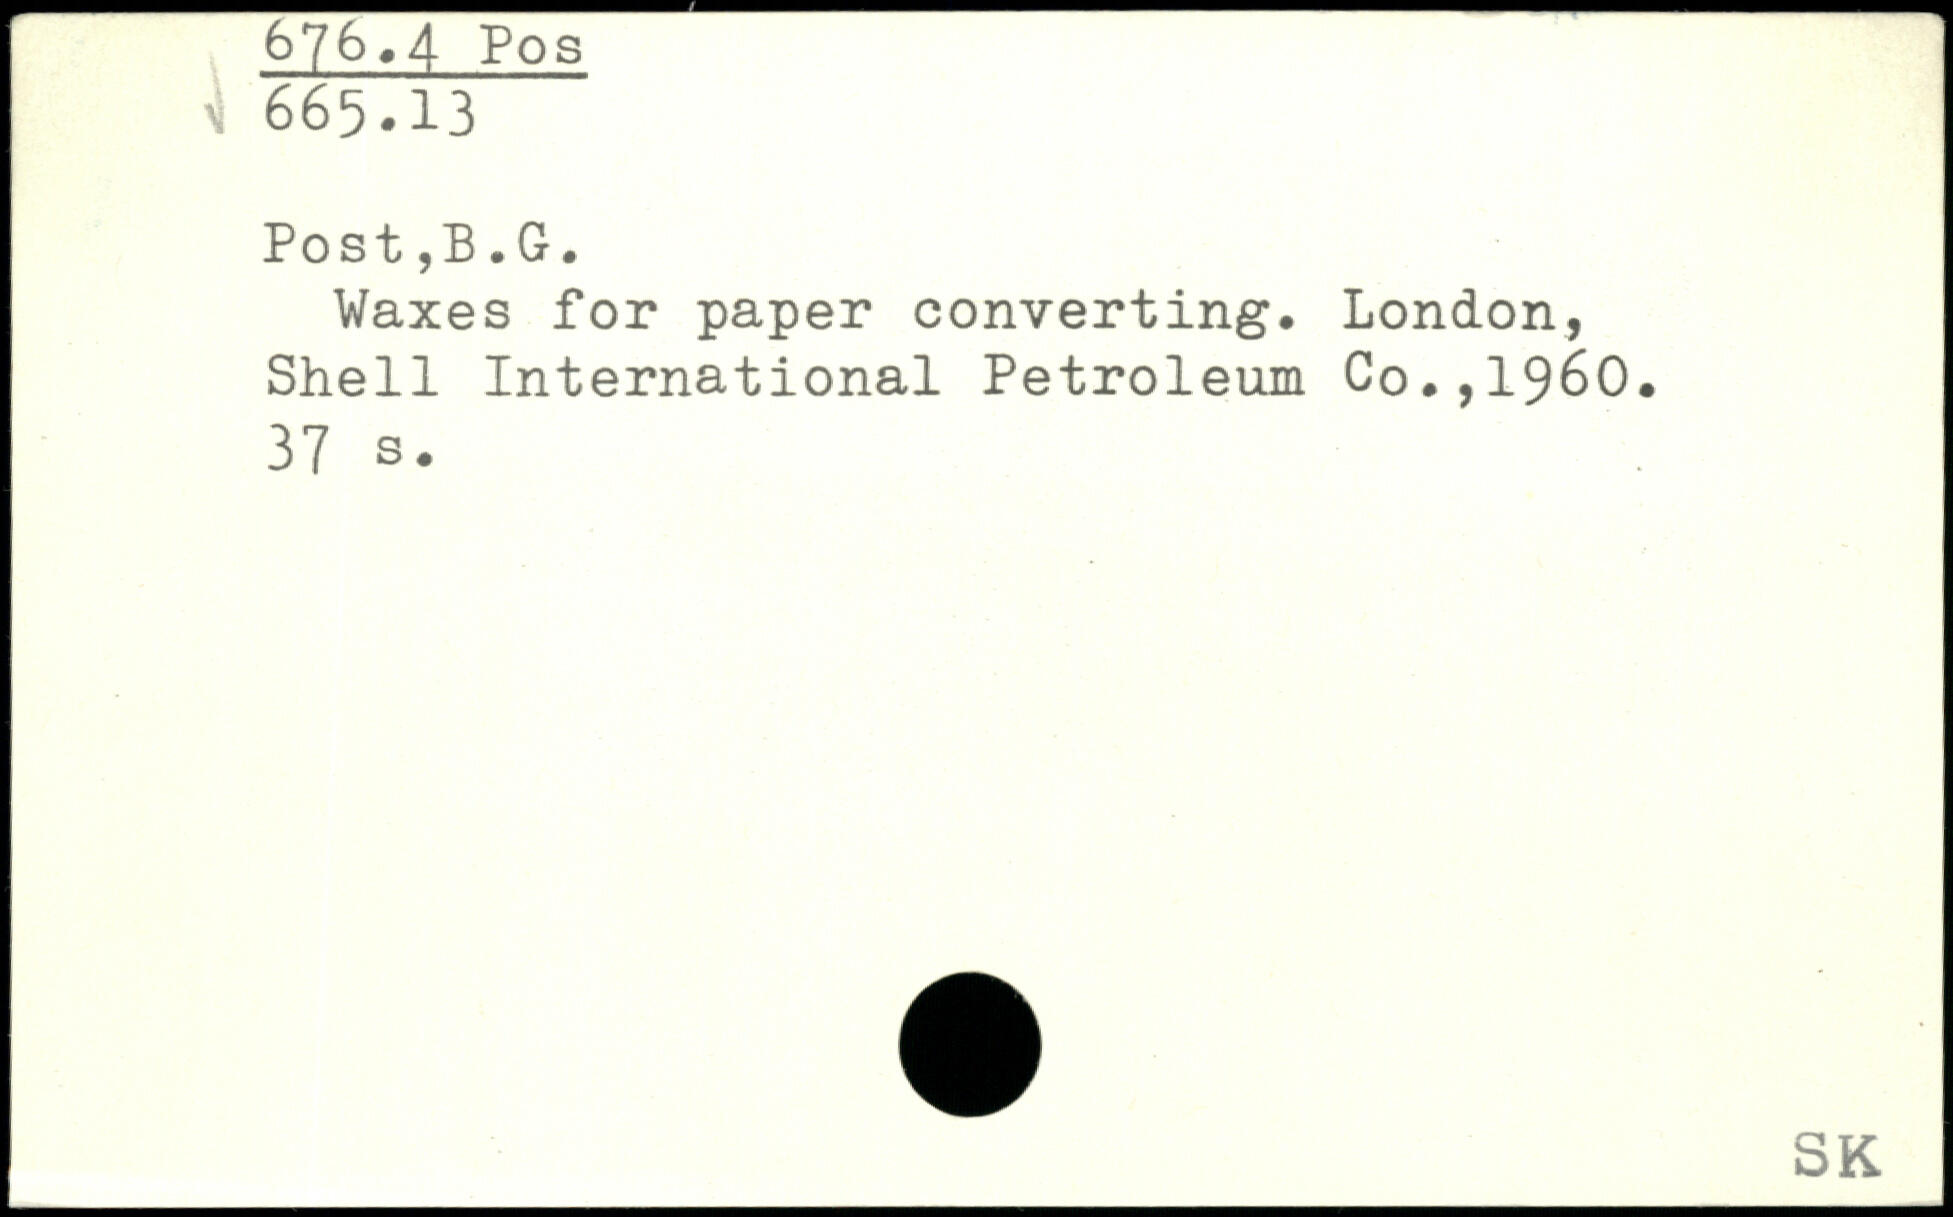 676.4 Pos
665.13
Post,B.G.
Waxes for paper converting. London,
Shell International Petroleum Co.,1960.
37 s.
SK